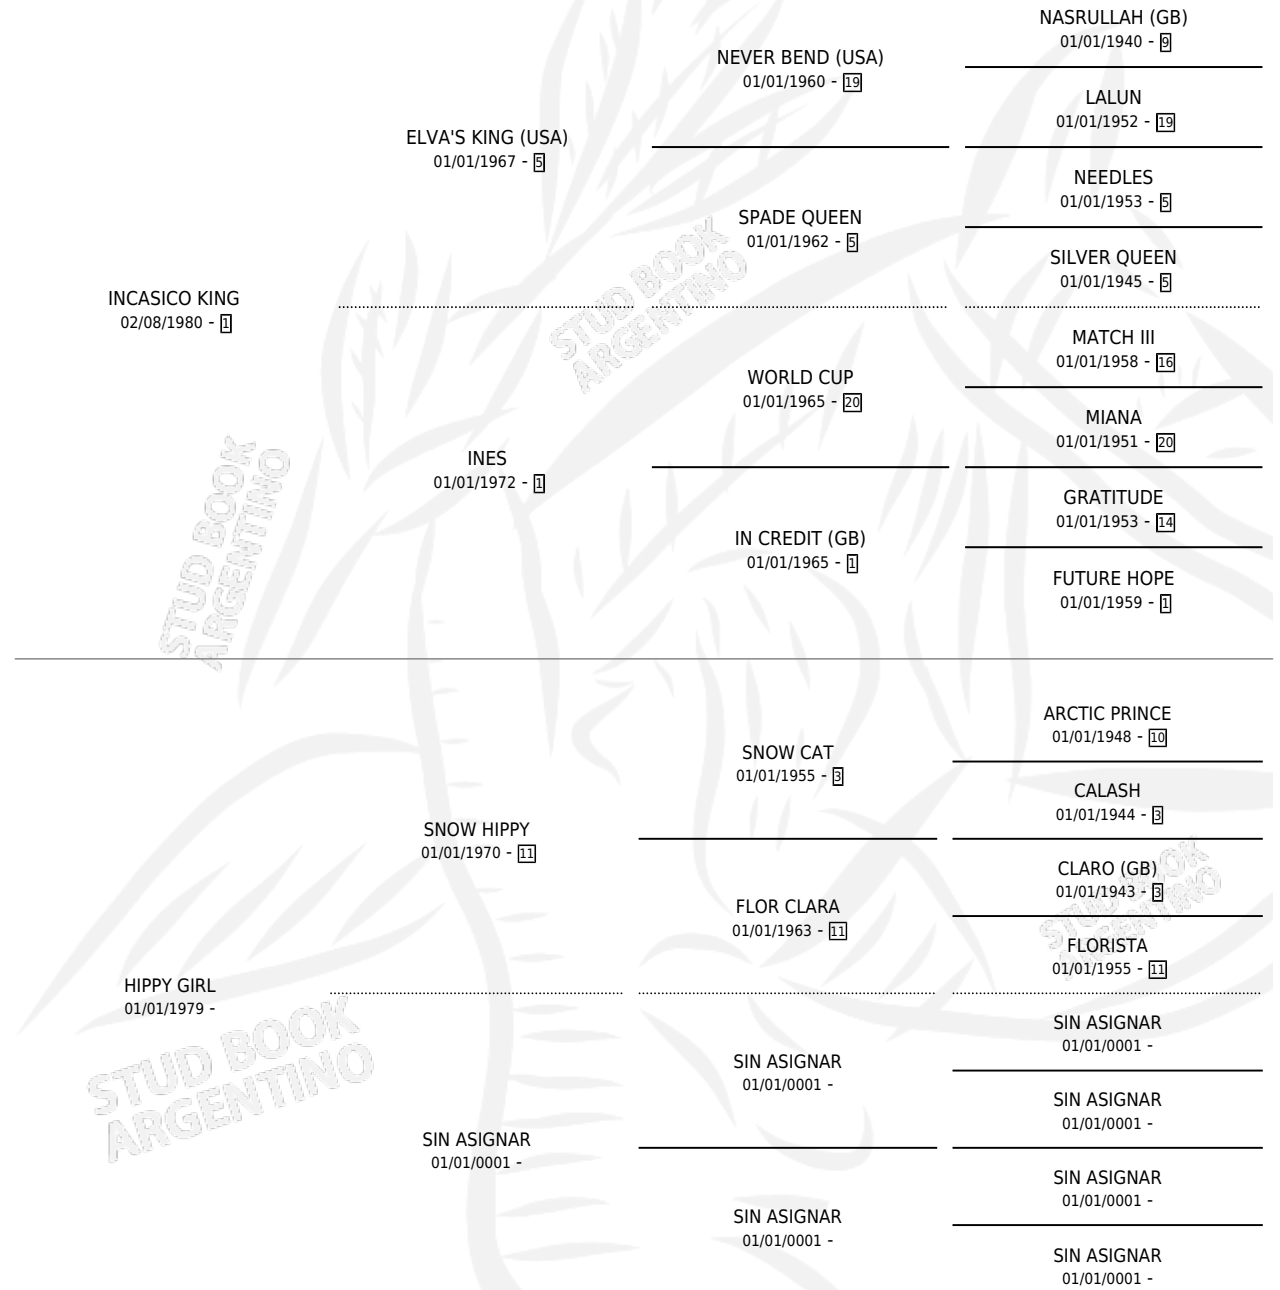 NASRULLAH (GB)
01/01/1940 - 9
NEVER BEND (USA)
01/01/1960 - 19
LALUN
01/01/1952 - 19
ELVA'S KING (USA)
01/01/1967 - 5
NEEDLES
01/01/1953 - 5
SPADE QUEEN
01/01/1962 - 5
SILVER QUEEN
01/01/1945 - 5
INCASICO KING
02/08/1980 - 1
MATCH III
01/01/1958 - 16
WORLD CUP
01/01/1965 - 20
MIANA
01/01/1951 - 20
INES
01/01/1972 - 1
GRATITUDE
01/01/1953 - 14
IN CREDIT (GB)
01/01/1965 - 1
FUTURE HOPE
01/01/1959 - 1
STUD BOOK
ARGENTINO
STUD BOOK
ARGENTINO
ARCTIC PRINCE
01/01/1948 - 10
SNOW CAT
01/01/1955 - 3
CALASH
01/01/1944 - 3
SNOW HIPPY
01/01/1970 - 11
CLARO (GB)
01/01/1943 - 3
FLOR CLARA
01/01/1963 - 11
FLORISTA
01/01/1955 - 11
STUD BOOK
ARGENTINO
HIPPY GIRL
01/01/1979 -
SIN ASIGNAR
01/01/0001 -
SIN ASIGNAR
01/01/0001 -
SIN ASIGNAR
01/01/0001 -
SIN ASIGNAR
01/01/0001 -
SIN ASIGNAR
01/01/0001 -
SIN ASIGNAR
01/01/0001 -
SIN ASIGNAR
01/01/0001 -
STUD BOOK
ARGENTINO